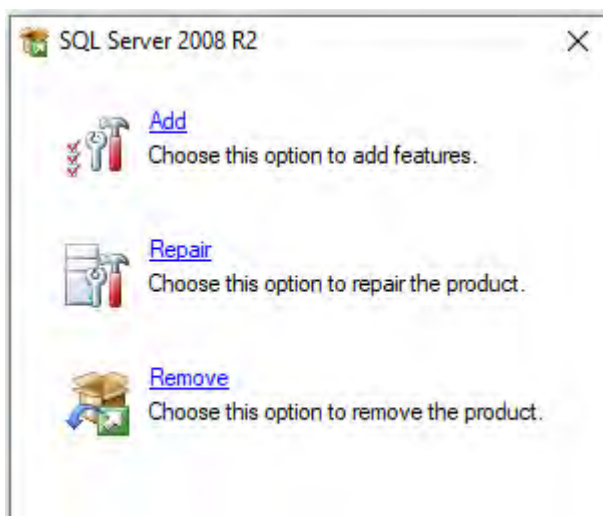 SQL Server 2008 R2
Add
Choose this option to add features.
Repair
Choose this option to repair the product.
Remove
Choose this option to remove the product.